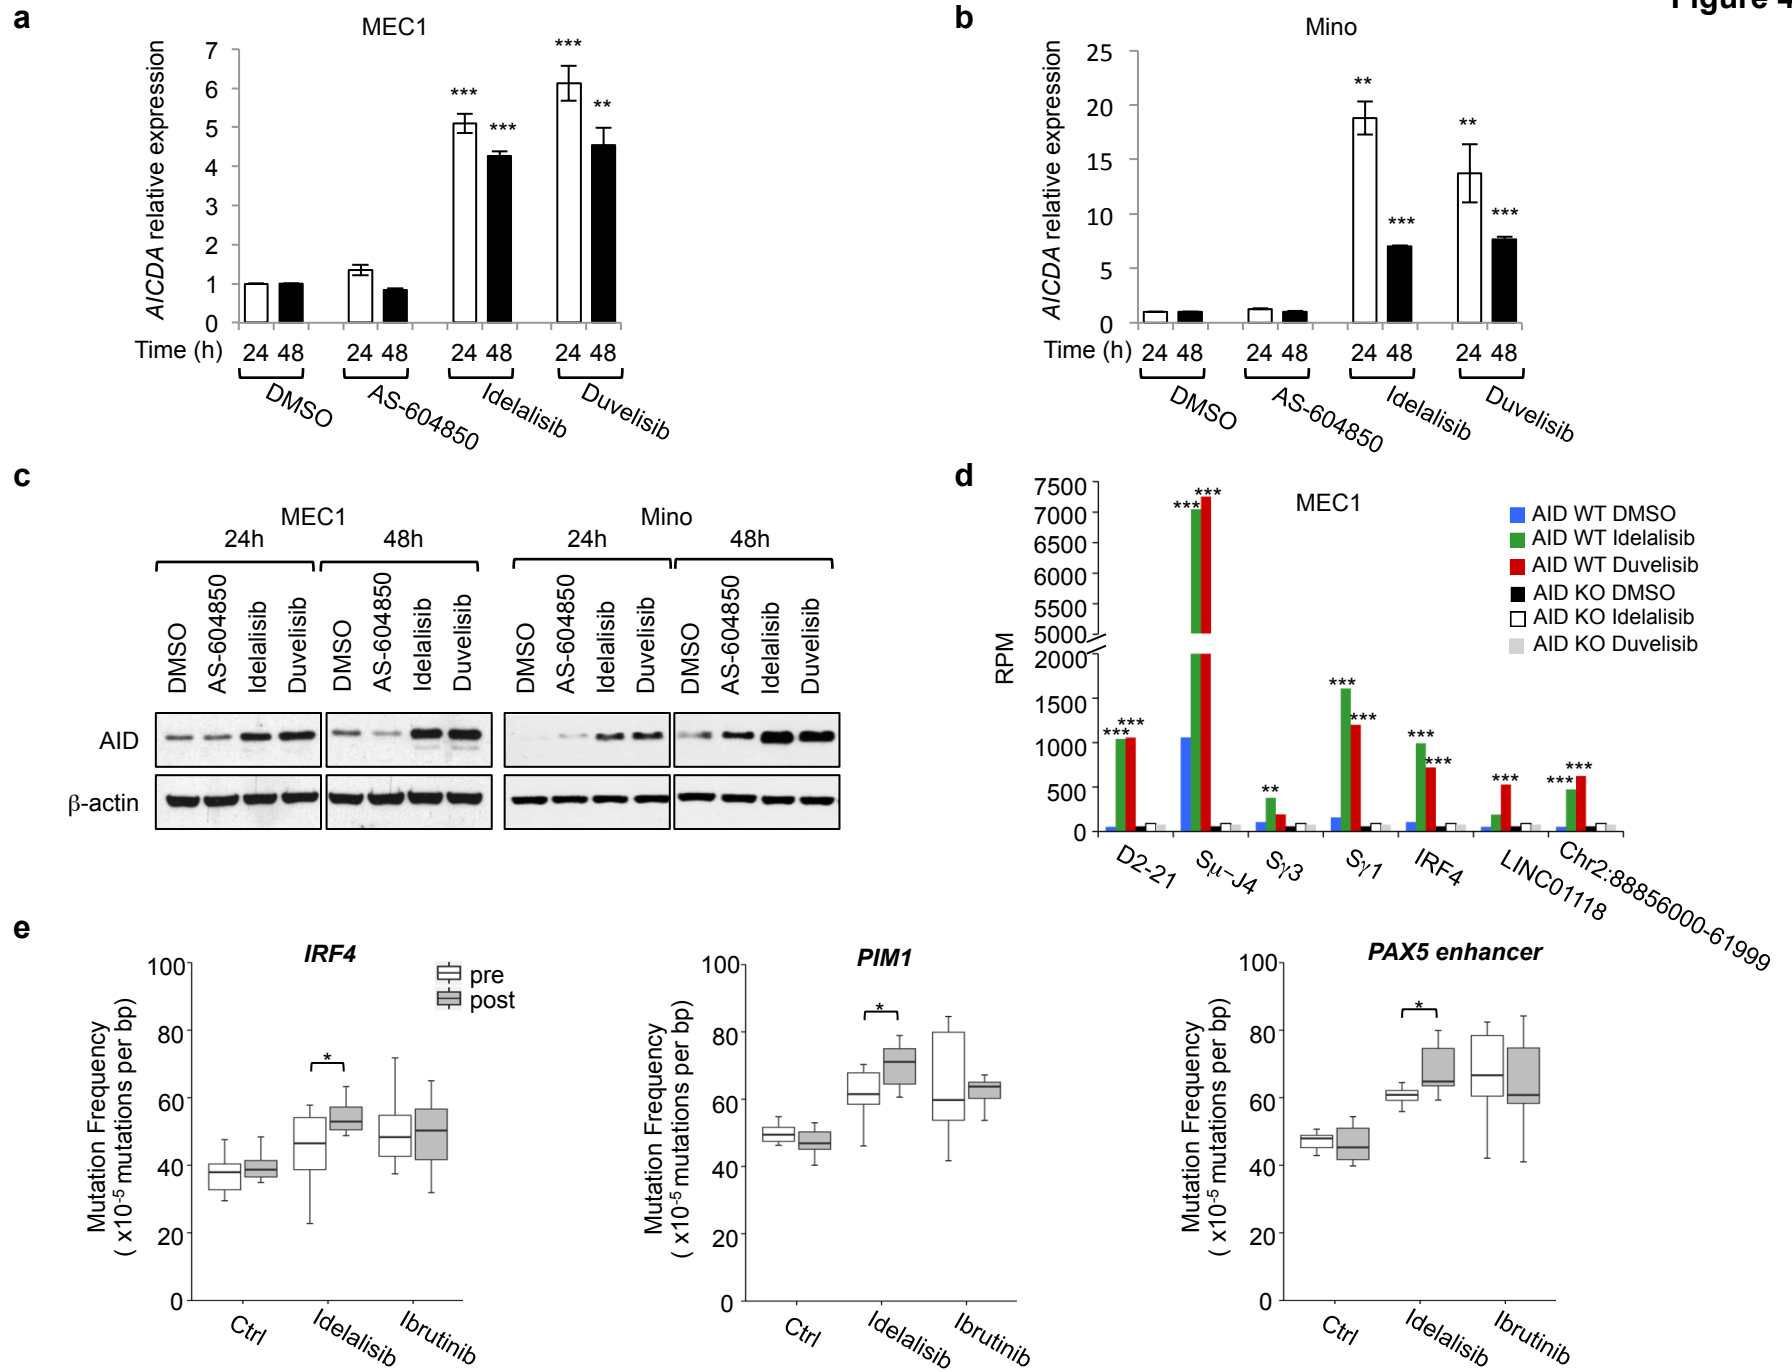 Figure 4
a
MEC1
AICDA relative expression
7
6
5
4
3
2
1
0
***
***
***
**
Time (h)
24 48 24 48 24 48 24 48
DMSO
AS-604850
Idelalisib
Duvelisib
b
Mino
AICDA relative expression
25
20
15
10
5
0
**
***
**
***
Time (h)
24 48 24 48 24 48 24 48
DMSO
AS-604850
Idelalisib
Duvelisib
c
MEC1
Mino
24h
48h
24h
48h
DMSO
AS-604850
Idelalisib
Duvelisib
DMSO
AS-604850
Idelalisib
Duvelisib
DMSO
AS-604850
Idelalisib
Duvelisib
DMSO
AS-604850
Idelalisib
Duvelisib
AID
β-actin
d
MEC1
RPM
7500
7000
6500
6000
5500
5000
2000
1500
1000
500
0
***
***
***
***
**
***
***
***
***
***
***
***
AID WT DMSO
AID WT Idelalisib
AID WT Duvelisib
AID KO DMSO
AID KO Idelalisib
AID KO Duvelisib
D2-21
Sμ-J4
Sγ3
Sγ1
IRF4
LINC01118
Chr2:88856000-61999
e
IRF4
Mutation Frequency
( x10-5 mutations per bp)
100
80
60
40
20
0
pre
post
*
Ctrl
Idelalisib
Ibrutinib
PIM1
Mutation Frequency
( x10-5 mutations per bp)
100
80
60
40
20
0
*
Ctrl
Idelalisib
Ibrutinib
PAX5 enhancer
Mutation Frequency
( x10-5 mutations per bp)
100
80
60
40
20
0
*
Ctrl
Idelalisib
Ibrutinib